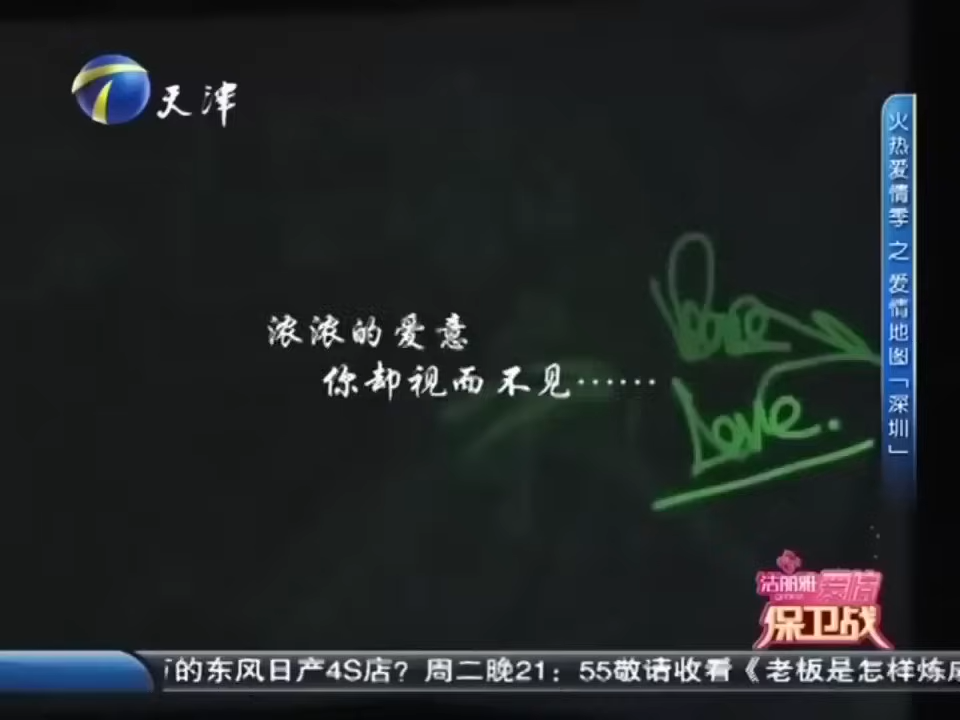 天津
火热爱情季 之 爱情地图「深圳」
浓浓的爱意
你却视而不见……
Love.
洁丽雅 爱情
保卫战
的东风日产4S店？ 周二晚21：55敬请收看《老板是怎样炼